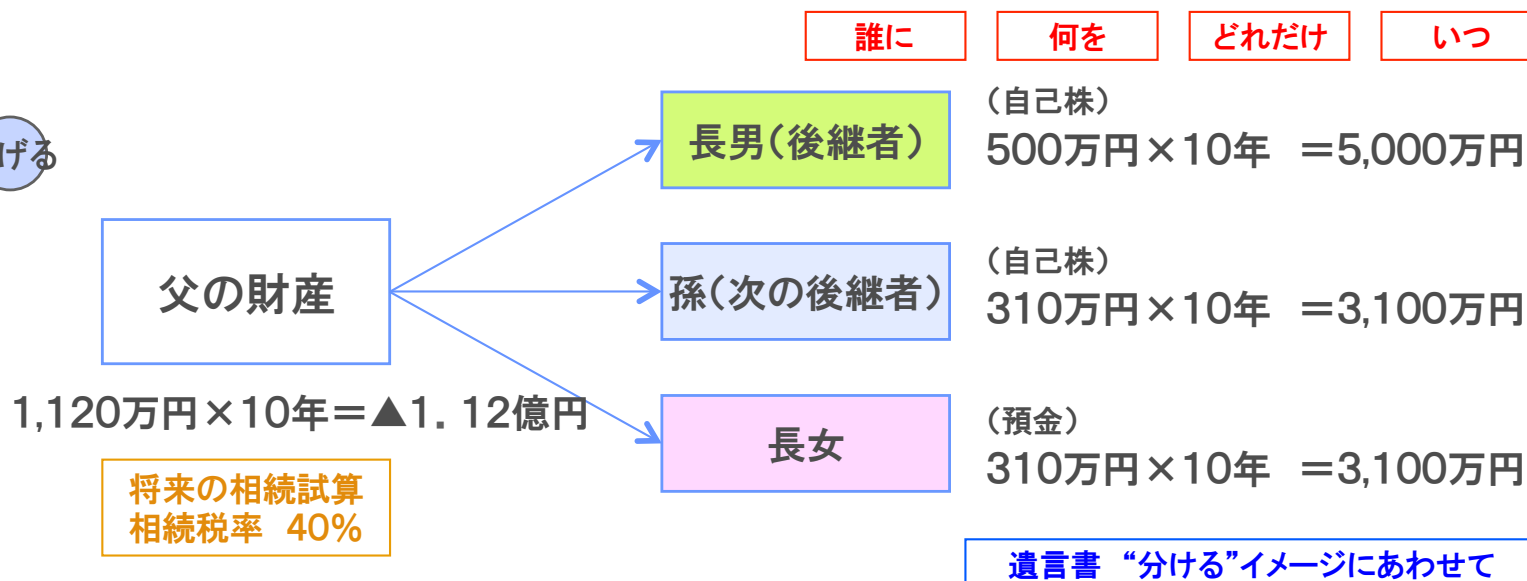 誰に 何を どれだけ いつ
げる
(自己株)
長男(後継者) 500万円×10年 =5,000万円
(自己株)
父の財産 孫(次の後継者) 310万円×10年 =3,100万円
1,120万円×10年=▲1.12億円
(預金)
長女 310万円×10年 =3,100万円
将来の相続試算
相続税率 40%
遺言書 “分ける”イメージにあわせて